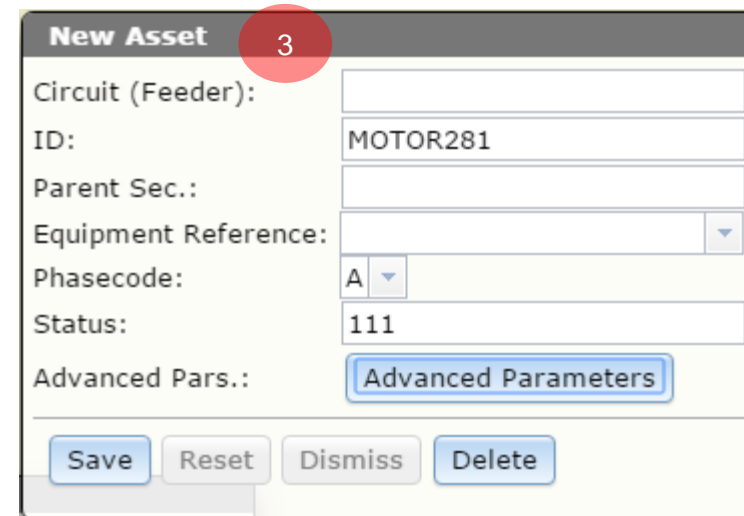 New Asset 3
Circuit (Feeder):
ID: MOTOR281
Parent Sec.:
Equipment Reference:
Phasecode: A
Status: 111
Advanced Pars.: Advanced Parameters
Save Reset Dismiss Delete